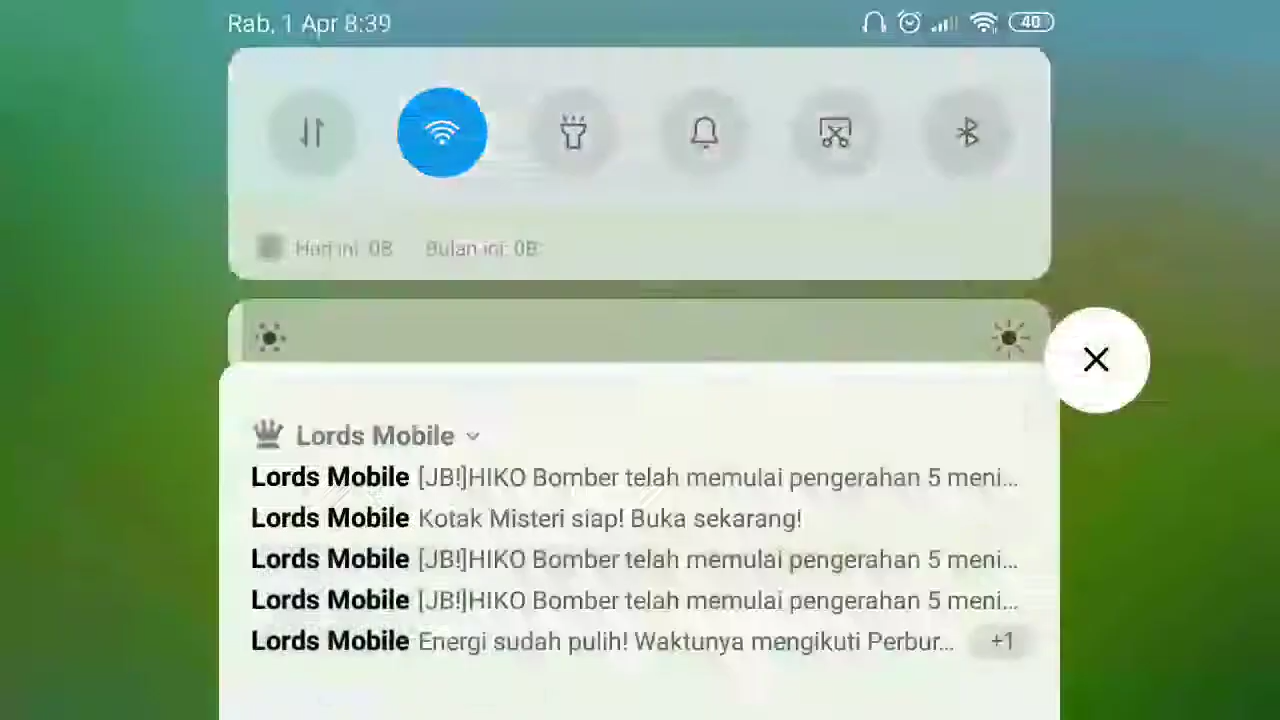 Rab, 1 Apr 8:39
40
Hari ini: 0B Bulan ini: 0B
Lords Mobile
Lords Mobile [JB!]HIKO Bomber telah memulai pengerahan 5 meni...
Lords Mobile Kotak Misteri siap! Buka sekarang!
Lords Mobile [JB!]HIKO Bomber telah memulai pengerahan 5 meni...
Lords Mobile [JB!]HIKO Bomber telah memulai pengerahan 5 meni...
Lords Mobile Energi sudah pulih! Waktunya mengikuti Perbur... +1